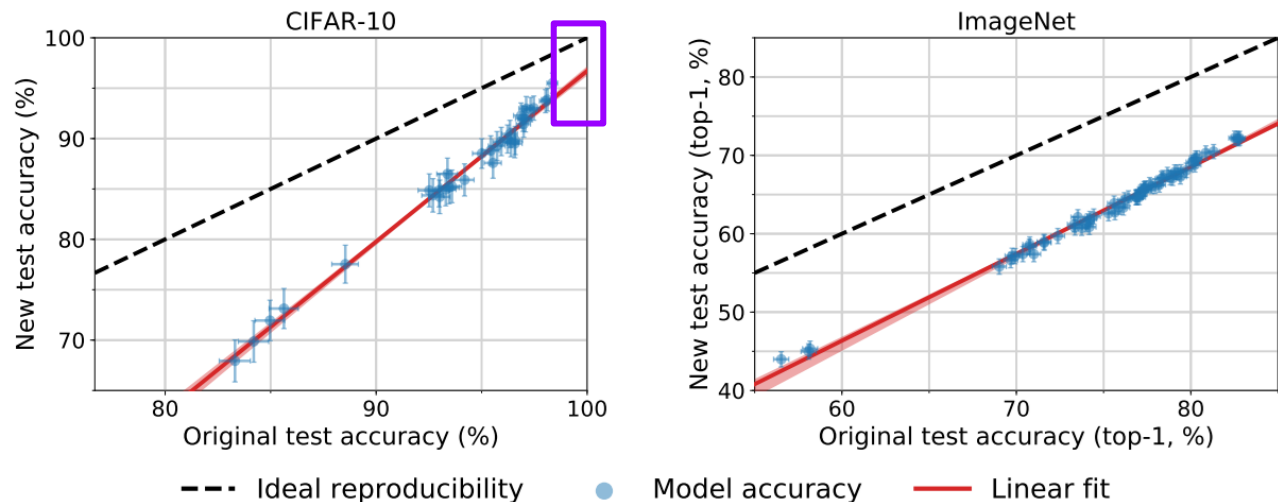 CIFAR-10
100
90
80
70
New test accuracy (%)
80
90
100
Original test accuracy (%)
ImageNet
80
70
60
50
40
New test accuracy (top-1, %)
60
70
80
Original test accuracy (top-1, %)
Ideal reproducibility
Model accuracy
Linear fit